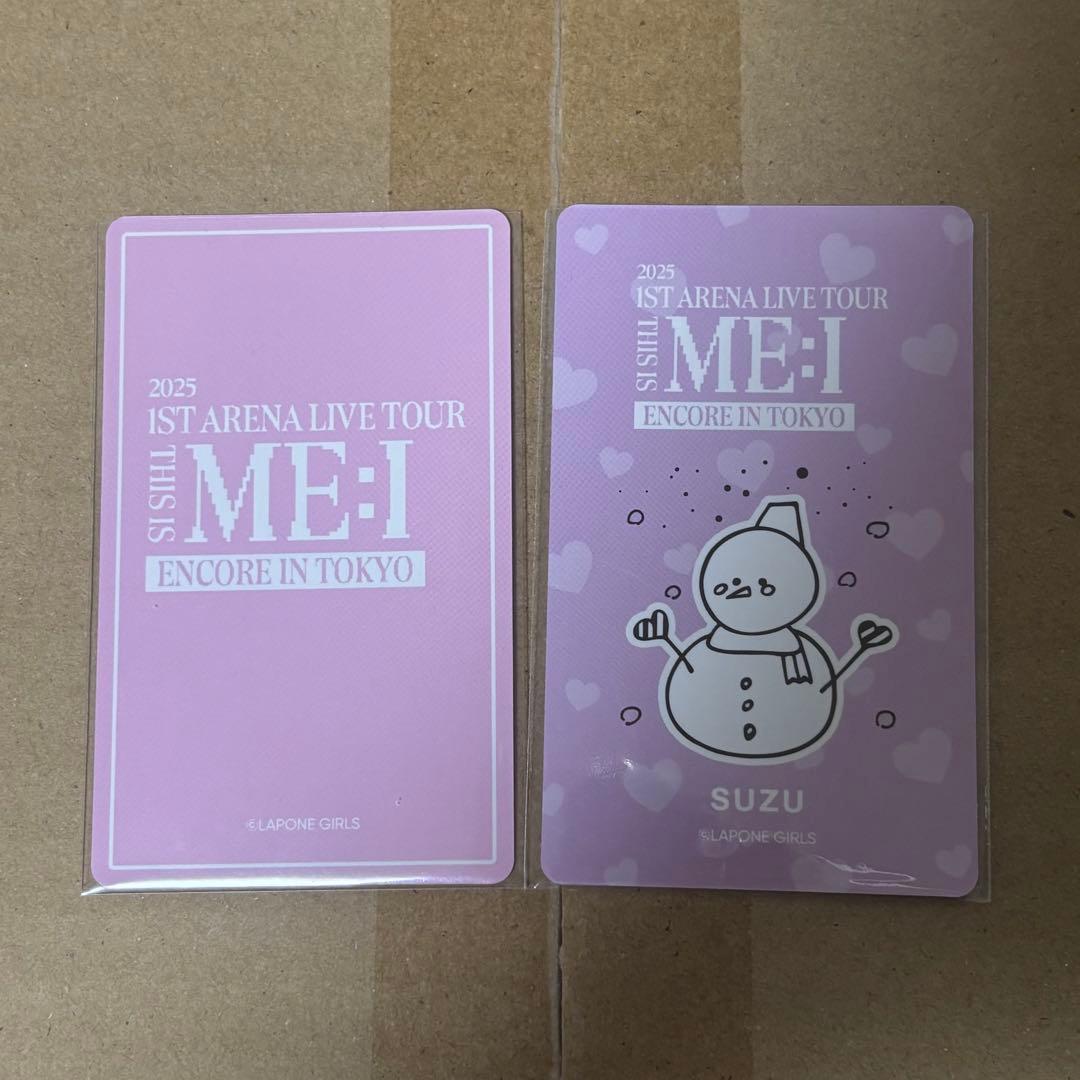 2025
1ST ARENA LIVE TOUR
THIS IS
ME:I
ENCORE IN TOKYO
©LAPONE GIRLS
2025
1ST ARENA LIVE TOUR
THIS IS
ME:I
ENCORE IN TOKYO
SUZU
©LAPONE GIRLS